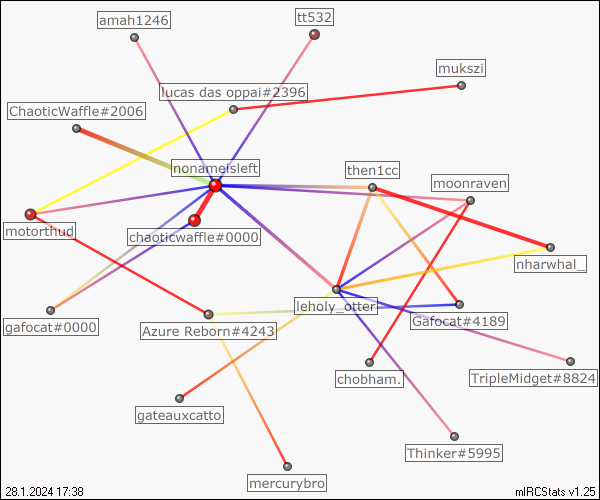 amah1246
tt532
mukszi
lucas das oppai#2396
ChaoticWaffle#2006
nonameisleft
then1cc
moonraven
motorthud
chaoticwaffle#0000
nharwhal_
leholy_otter
gafocat#0000
Azure Reborn#4243
Gafocat#4189
chobham.
TripleMidget#8824
gateauxcatto
Thinker#5995
mercurybro
28.1.2024 17:38
mIRCStats v1.25